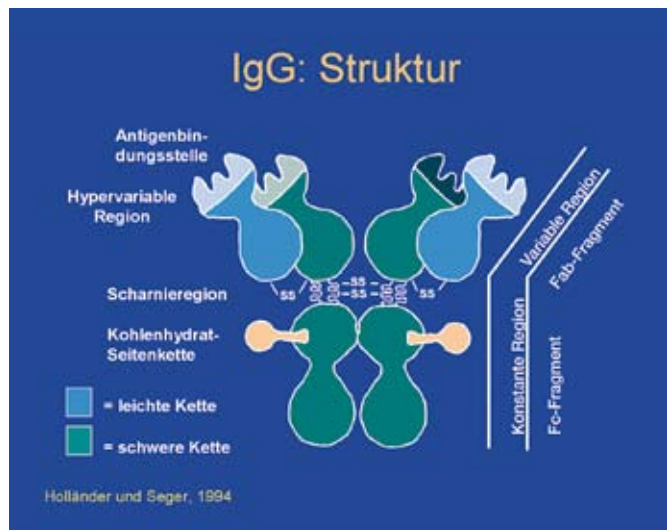 IgG: Struktur
Antigenbin-
dungsstelle
Hypervariable
Region
Scharnieregion
Kohlenhydrat-
Seitenkette
= leichte Kette
= schwere Kette
SS
SS
SS
SS
Variable Region
Fab-Fragment
Konstante Region
Fc-Fragment
Holländer und Seger, 1994